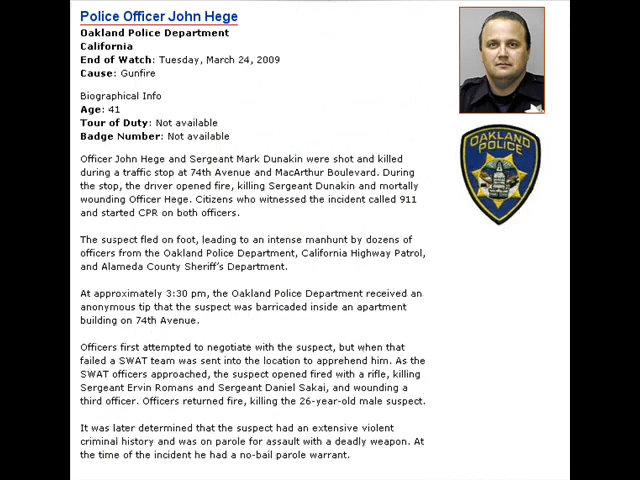 Police Officer John Hege
Oakland Police Department
California
End of Watch: Tuesday, March 24, 2009
Cause: Gunfire
Biographical Info
Age: 41
Tour of Duty: Not available
Badge Number: Not available
Officer John Hege and Sergeant Mark Dunakin were shot and killed
during a traffic stop at 74th Avenue and MacArthur Boulevard. During
the stop, the driver opened fire, killing Sergeant Dunakin and mortally
wounding Officer Hege. Citizens who witnessed the incident called 911
and started CPR on both officers.
The suspect fled on foot, leading to an intense manhunt by dozens of
officers from the Oakland Police Department, California Highway Patrol,
and Alameda County Sheriff's Department.
At approximately 3:30 pm, the Oakland Police Department received an
anonymous tip that the suspect was barricaded inside an apartment
building on 74th Avenue.
Officers first attempted to negotiate with the suspect, but when that
failed a SWAT team was sent into the location to apprehend him. As the
SWAT officers approached, the suspect opened fired with a rifle, killing
Sergeant Ervin Romans and Sergeant Daniel Sakai, and wounding a
third officer. Officers returned fire, killing the 26-year-old male suspect.
It was later determined that the suspect had an extensive violent
criminal history and was on parole for assault with a deadly weapon. At
the time of the incident he had a no-bail parole warrant.
OAKLAND
POLICE